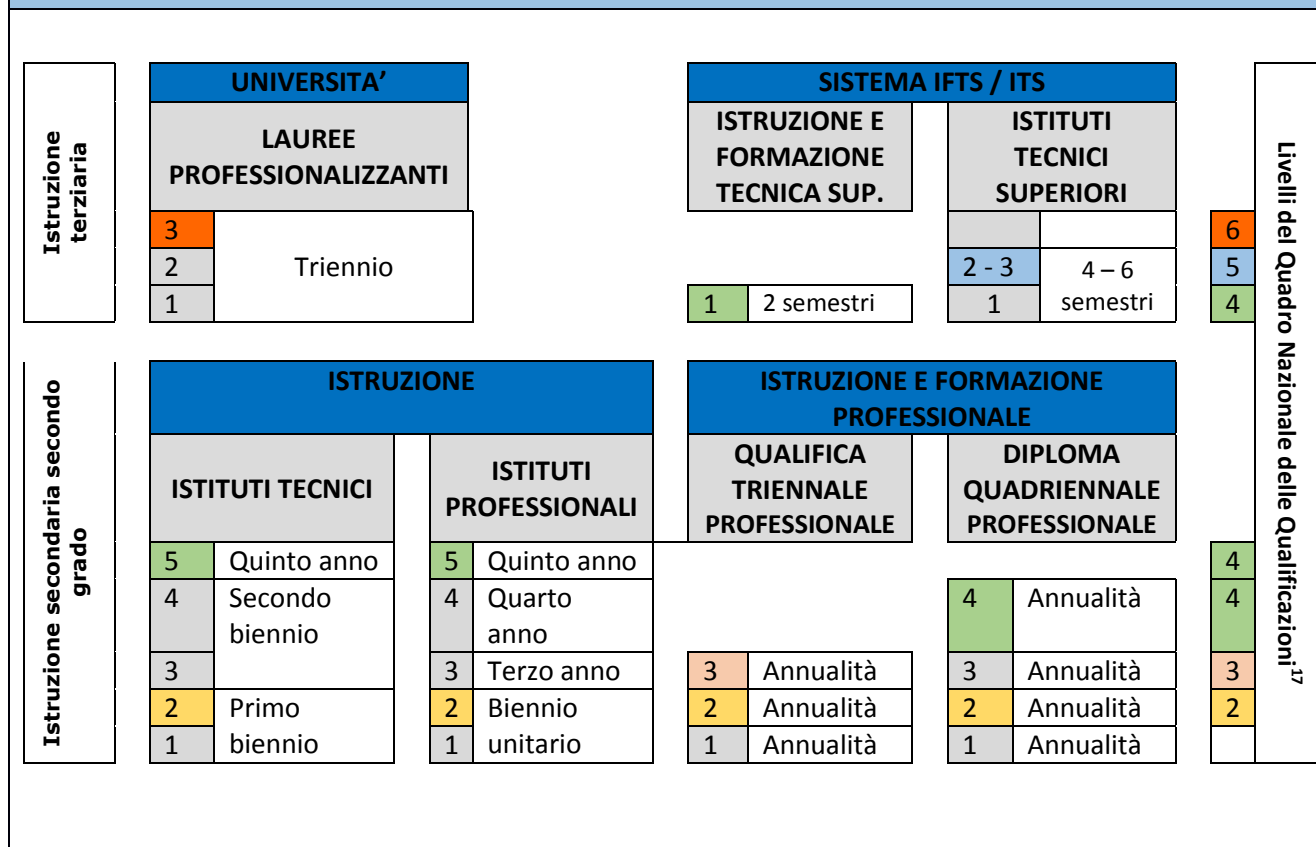 Istruzione
terziaria
UNIVERSITA’
LAUREE
PROFESSIONALIZZANTI
3
2 Triennio
1
SISTEMA IFTS / ITS
ISTRUZIONE E
FORMAZIONE
TECNICA SUP.
1 2 semestri
ISTITUTI
TECNICI
SUPERIORI
2 - 3 4 – 6
1 semestri
6
5
4
Livelli del Quadro Nazionale delle Qualificazioni17
Istruzione secondaria secondo
grado
ISTRUZIONE
ISTITUTI TECNICI
5 Quinto anno
4 Secondo
biennio
3
2 Primo
1 biennio
ISTITUTI
PROFESSIONALI
5 Quinto anno
4 Quarto
anno
3 Terzo anno
2 Biennio
1 unitario
ISTRUZIONE E FORMAZIONE
PROFESSIONALE
QUALIFICA
TRIENNALE
PROFESSIONALE
3 Annualità
2 Annualità
1 Annualità
DIPLOMA
QUADRIENNALE
PROFESSIONALE
4 Annualità
3 Annualità
2 Annualità
1 Annualità
4
4
3
2